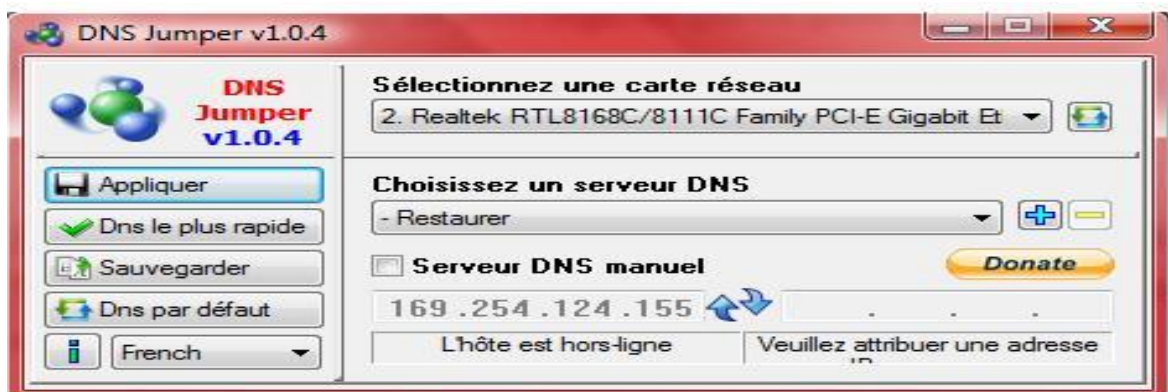 DNS Jumper v1.0.4
DNS
Jumper
v1.0.4
Sélectionnez une carte réseau
2. Realtek RTL8168C/8111C Family PCI-E Gigabit Et
Appliquer
Dns le plus rapide
Sauvegarder
Dns par défaut
French
Choisissez un serveur DNS
- Restaurer
Serveur DNS manuel
Donate
169 .254 .124 .155
. . .
L'hôte est hors-ligne
Veuillez attribuer une adresse